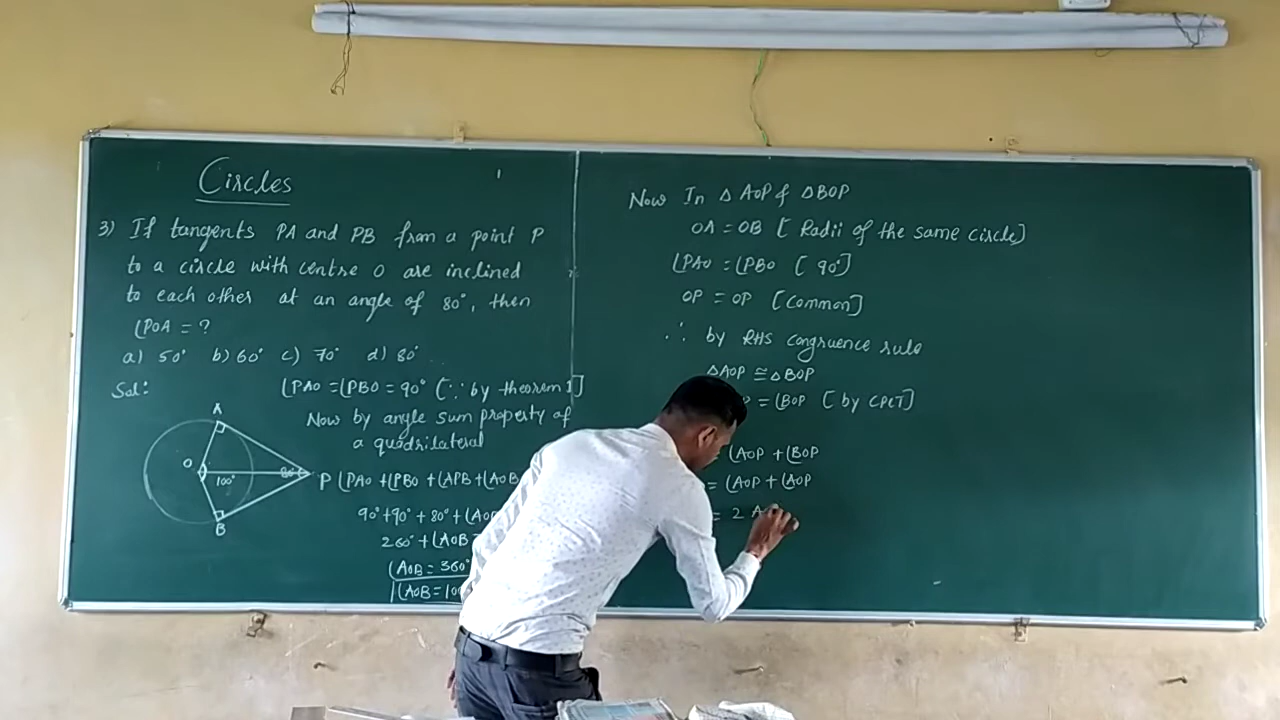 Circles
3) If tangents PA and PB from a point P
to a circle with centre O are inclined
to each other at an angle of 80°, then
∠POA = ?
a) 50° b) 60° c) 70° d) 80°
Sol:
∠PAO = ∠PBO = 90° [∵ by theorem 1]
Now by angle sum property of
a quadrilateral
∠PAO + ∠PBO + ∠APB + ∠AOB
90° + 90° + 80° + ∠AO
260° + ∠AOB =
∠AOB = 360°
∠AOB = 10
A
O
100°
80°
P
B
Now In △AOP & △BOP
OA = OB [Radii of the same circle]
∠PAO = ∠PBO [90°]
OP = OP [Common]
∴ by RHS congruence rule
△AOP ≅ △BOP
P = ∠BOP [by CPCT]
∠AOP + ∠BOP
= ∠AOP + ∠AOP
= 2 A